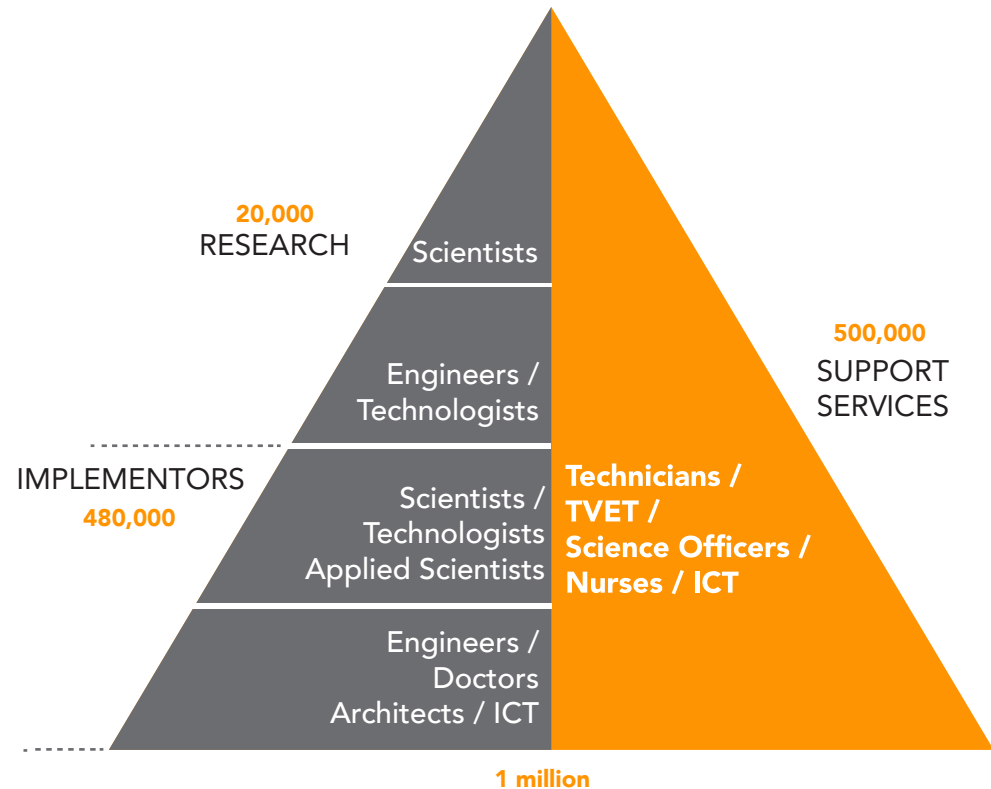 20,000
RESEARCH
Scientists
Engineers /
Technologists
500,000
SUPPORT
SERVICES
IMPLEMENTORS
480,000
Scientists /
Technologists
Applied Scientists
Technicians /
TVET /
Science Officers /
Nurses / ICT
Engineers /
Doctors
Architects / ICT
1 million